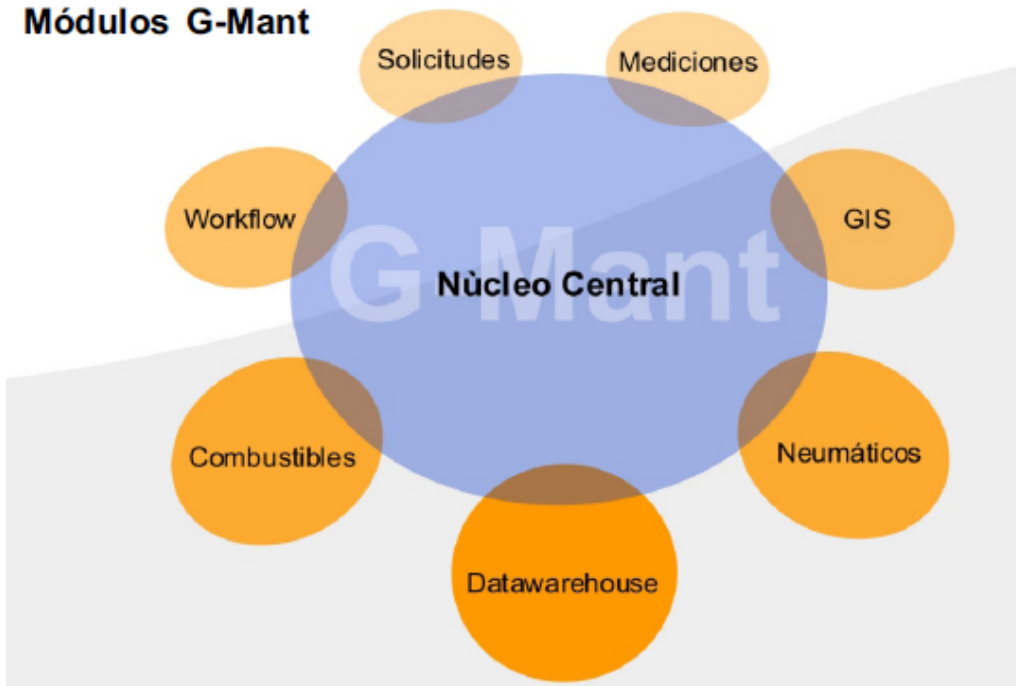 Módulos G-Mant
Solicitudes
Mediciones
Workflow
GIS
G Mant
Nùcleo Central
Combustibles
Neumáticos
Datawarehouse